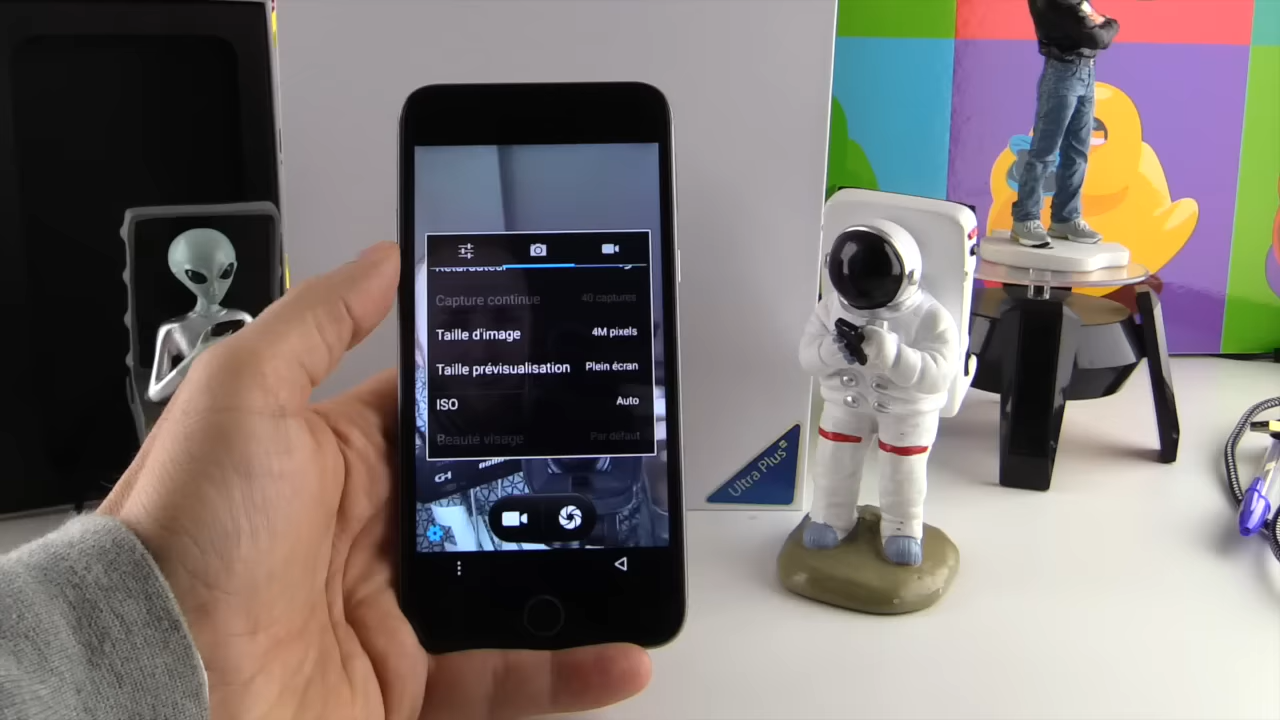 Retardateur
Capture continue 40 captures
Taille d'image 4M pixels
Taille prévisualisation Plein écran
ISO Auto
Beauté visage Par défaut
Ultra Plus